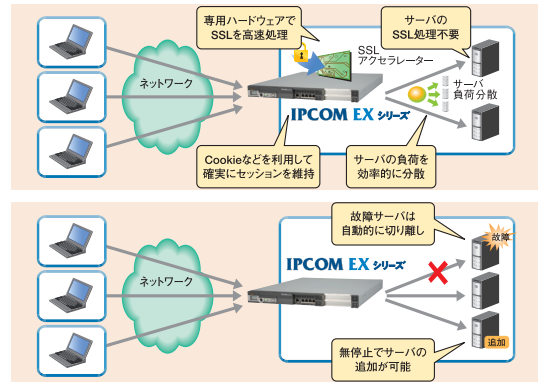 専用ハードウェアで
SSLを高速処理
SSL
アクセラレーター
サーバの
SSL処理不要
ネットワーク
サーバ
負荷分散
IPCOM EX シリーズ
Cookieなどを利用して
確実にセッションを維持
サーバの負荷を
効率的に分散
故障サーバは
自動的に切り離し
故障
ネットワーク
IPCOM EX シリーズ
無停止でサーバの
追加が可能
追加